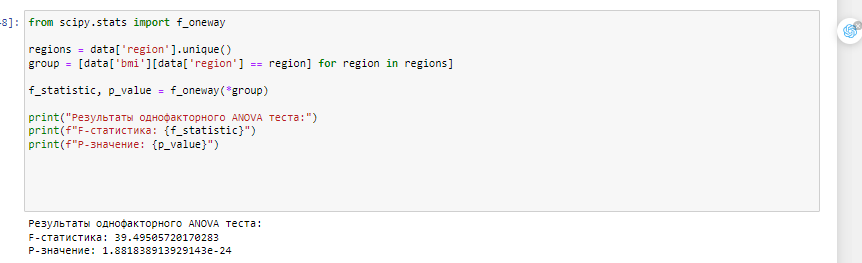 8]:
from scipy.stats import f_oneway
regions = data['region'].unique()
group = [data['bmi'][data['region'] == region] for region in regions]
f_statistic, p_value = f_oneway(*group)
print("Результаты однофакторного ANOVA теста:")
print(f"F-статистика: {f_statistic}")
print(f"P-значение: {p_value}")
Результаты однофакторного ANOVA теста:
F-статистика: 39.49505720170283
P-значение: 1.881838913929143e-24